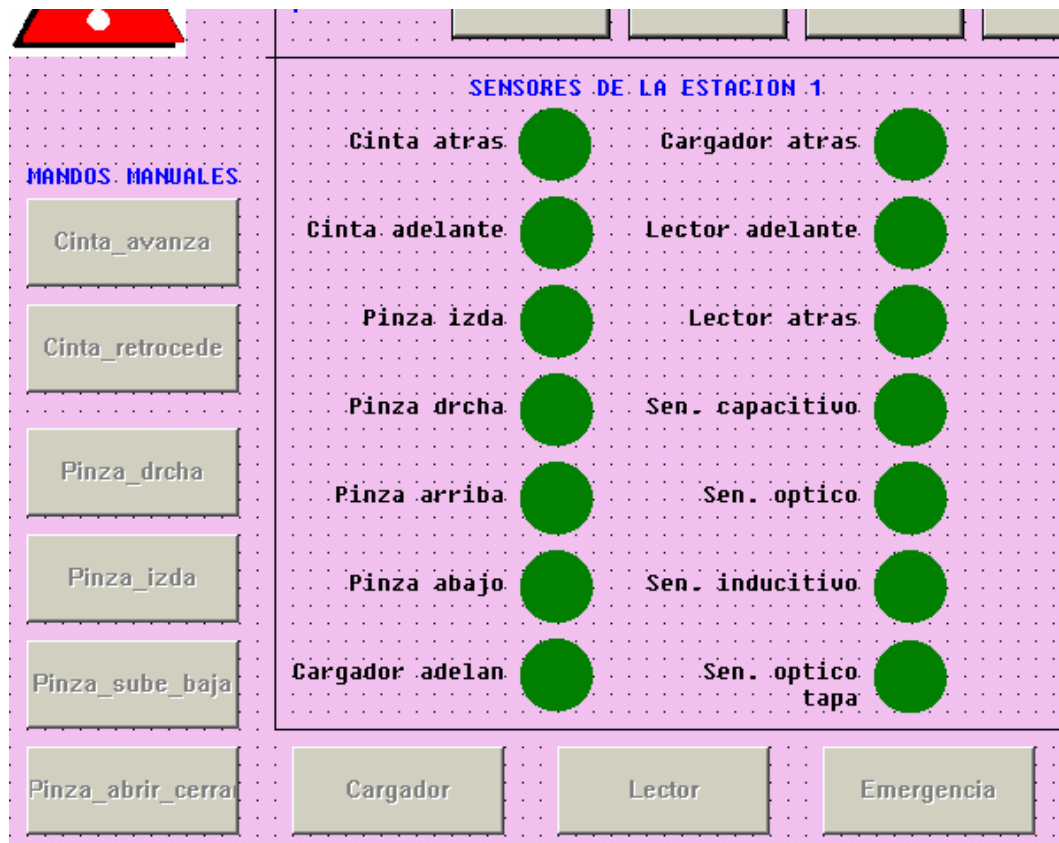 SENSORES DE LA ESTACION 1
Cinta atras
Cargador atras
MANDOS MANUALES
Cinta_avanza
Cinta adelante
Lector adelante
Cinta_retrocede
Pinza izda
Lector atras
Pinza_drcha
Pinza drcha
Sen. capacitivo
Pinza arriba
Sen. optico
Pinza_izda
Pinza abajo
Sen. inducitivo
Pinza_sube_baja
Cargador adelan
Sen. optico
tapa
Pinza_abrir_cerrar
Cargador
Lector
Emergencia